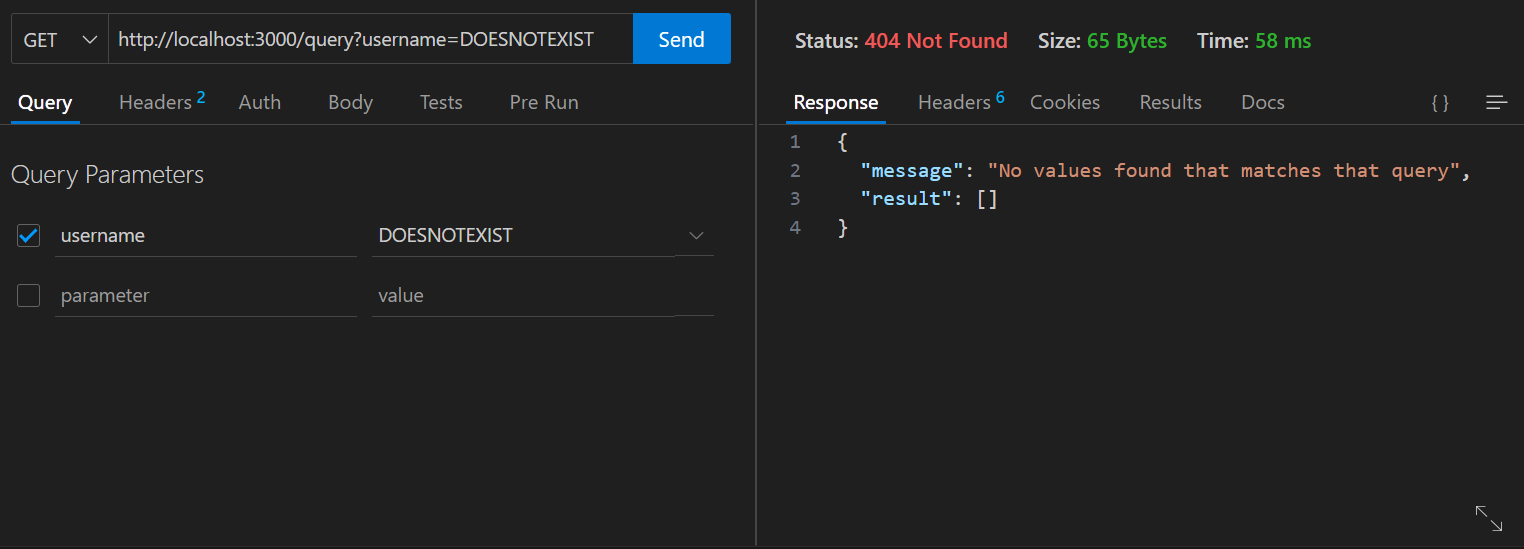 GET http://localhost:3000/query?username=DOESNOTEXIST Send
Query Headers 2 Auth Body Tests Pre Run
Query Parameters
username DOESNOTEXIST
parameter value
Status: 404 Not Found Size: 65 Bytes Time: 58 ms
Response Headers 6 Cookies Results Docs { }
1 {
2 "message": "No values found that matches that query",
3 "result": []
4 }